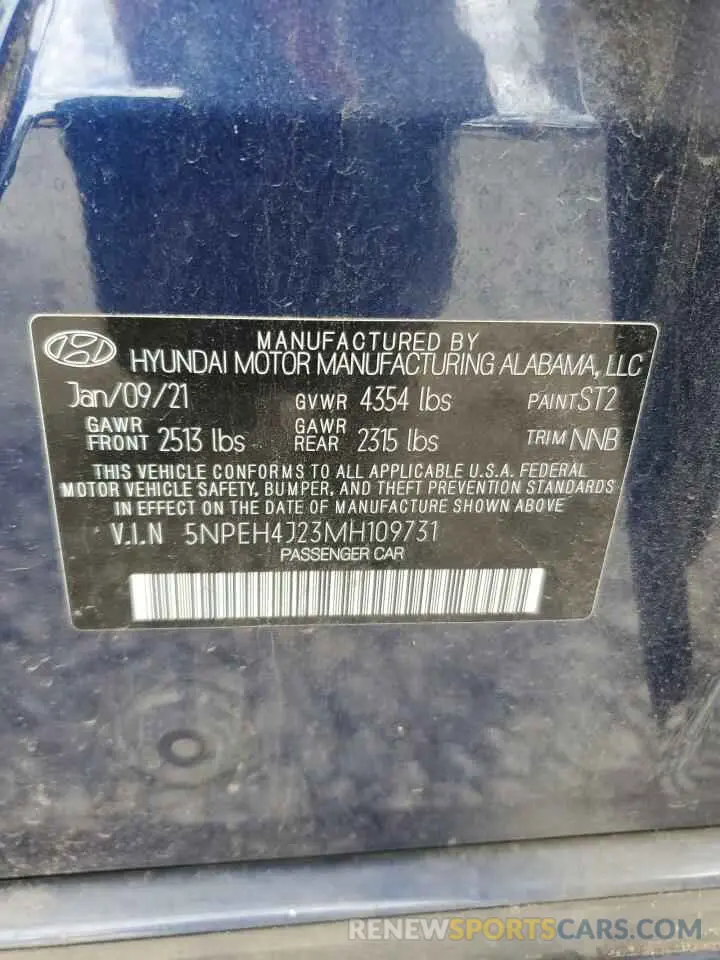 MANUFACTURED BY
HYUNDAI MOTOR MANUFACTURING ALABAMA, LLC
Jan/09/21 GVWR 4354 lbs PAINT ST2
GAWR FRONT 2513 lbs GAWR REAR 2315 lbs TRIM NNB
THIS VEHICLE CONFORMS TO ALL APPLICABLE U.S.A. FEDERAL
MOTOR VEHICLE SAFETY, BUMPER, AND THEFT PREVENTION STANDARDS
IN EFFECT ON THE DATE OF MANUFACTURE SHOWN ABOVE
V.I.N 5NPEH4J23MH109731
PASSENGER CAR
RENEWSPORTSCARS.COM